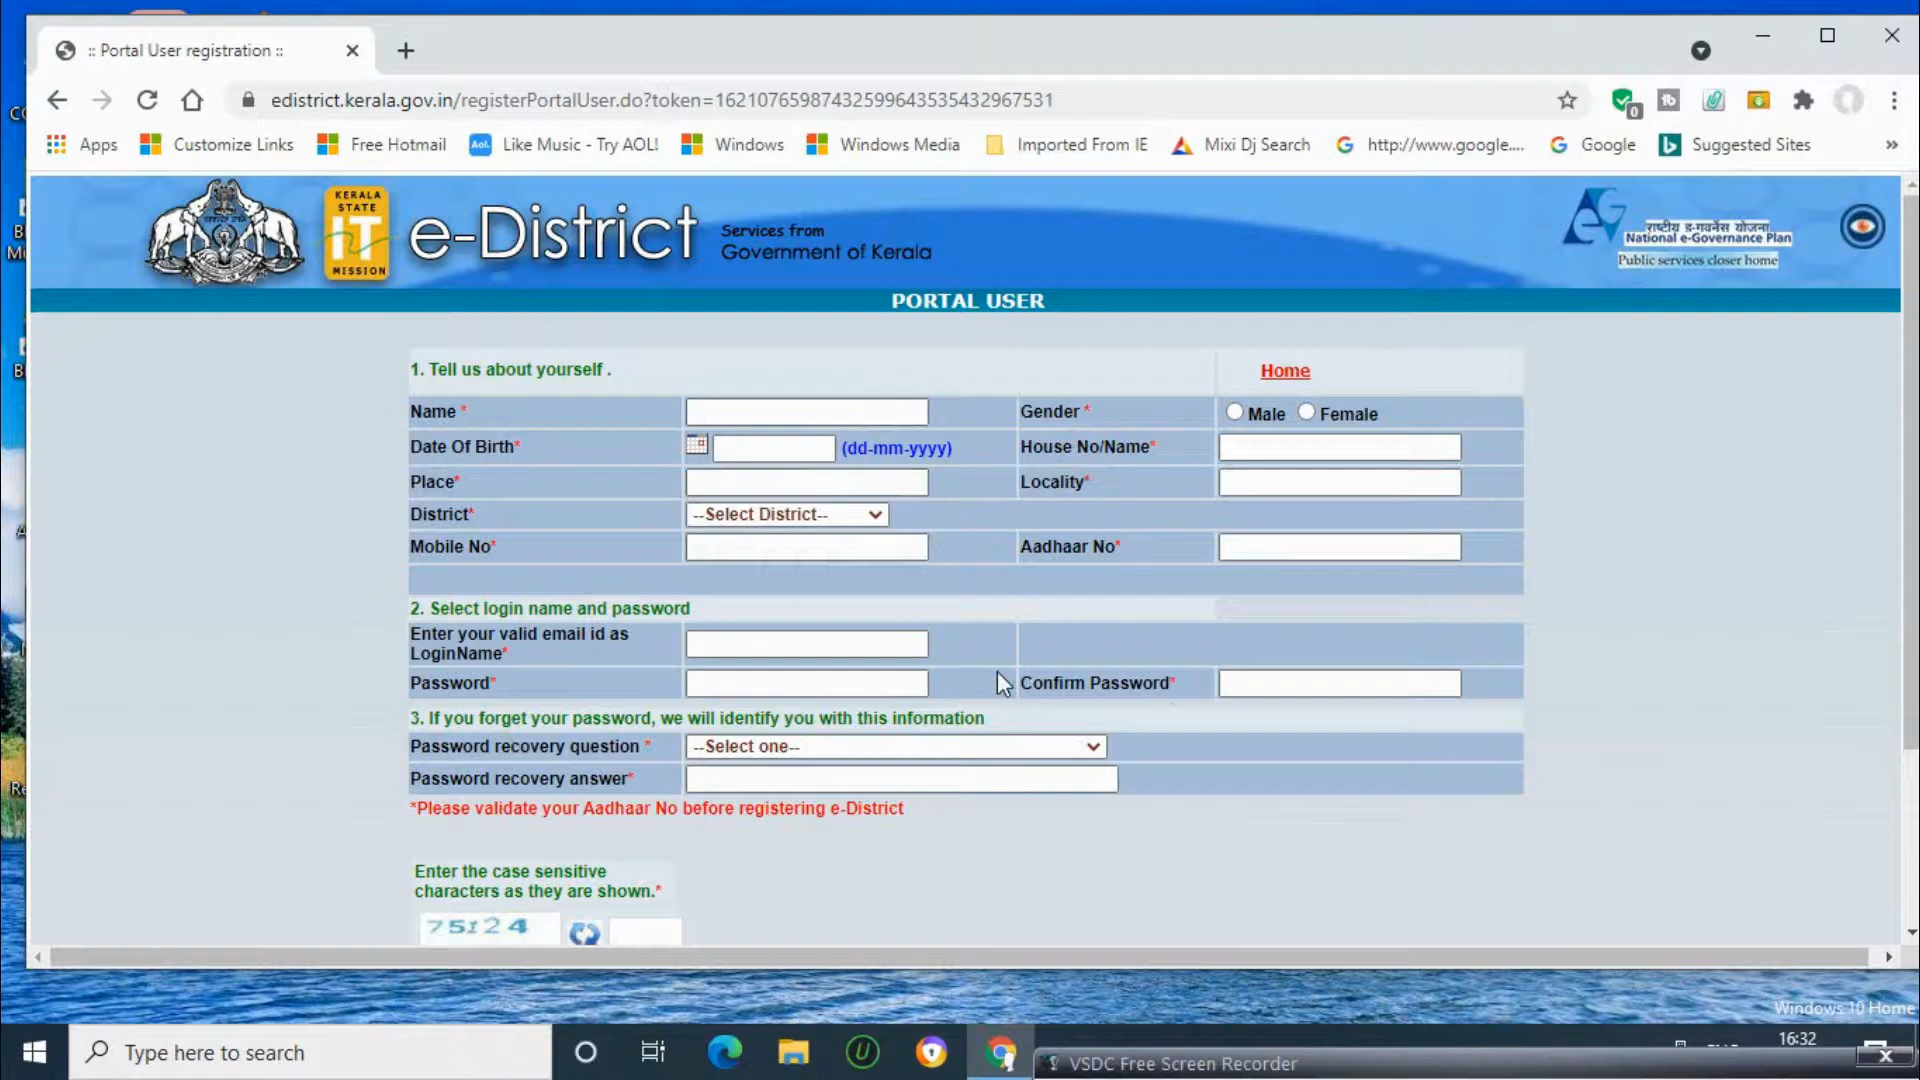 :: Portal User registration ::
edistrict.kerala.gov.in/registerPortalUser.do?token=16210765987432599643535432967531
0
Apps
Customize Links
Free Hotmail
Aol.
Like Music - Try AOL!
Windows
Windows Media
Imported From IE
Mixi Dj Search
http://www.google....
Google
Suggested Sites
»
KERALA
STATE
IT
MISSION
e-District
Services from
Government of Kerala
राष्ट्रीय इ-गवर्नेंस योजना
National e-Governance Plan
Public services closer home
PORTAL USER
1. Tell us about yourself .
Home
Name *
Gender *
Male
Female
Date Of Birth*
(dd-mm-yyyy)
House No/Name*
Place*
Locality*
District*
--Select District--
Mobile No*
Aadhaar No*
2. Select login name and password
Enter your valid email id as
LoginName*
Password*
Confirm Password*
3. If you forget your password, we will identify you with this information
Password recovery question *
--Select one--
Password recovery answer*
*Please validate your Aadhaar No before registering e-District
Enter the case sensitive
characters as they are shown.*
75124
Windows 10 Home
Type here to search
16:32
VSDC Free Screen Recorder